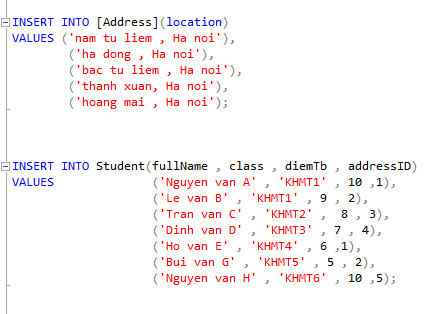 INSERT INTO [Address](location)
VALUES ('nam tu liem , Ha noi'),
('ha dong , Ha noi'),
('bac tu liem , Ha noi'),
('thanh xuan, Ha noi'),
('hoang mai , Ha noi');
INSERT INTO Student(fullName , class , diemTb , addressID)
VALUES ('Nguyen van A' , 'KHMT1' , 10 ,1),
('Le van B' , 'KHMT1' , 9 , 2),
('Tran van C' , 'KHMT2' , 8 , 3),
('Dinh van D' , 'KHMT3' , 7 , 4),
('Ho van E' , 'KHMT4' , 6 ,1),
('Bui van G' , 'KHMT5' , 5 , 2),
('Nguyen van H' , 'KHMT6' , 10 ,5);